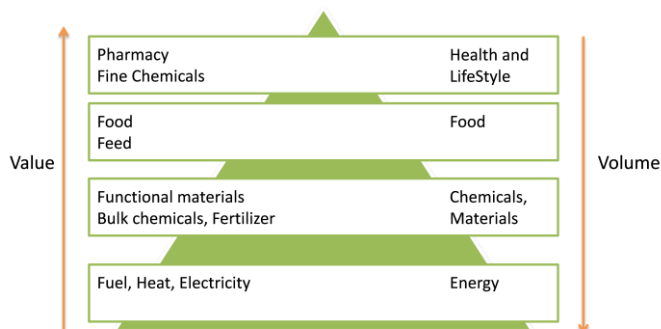 Pharmacy
Fine Chemicals
Health and
LifeStyle
Food
Feed
Food
Value
Volume
Functional materials
Bulk chemicals, Fertilizer
Chemicals,
Materials
Fuel, Heat, Electricity
Energy